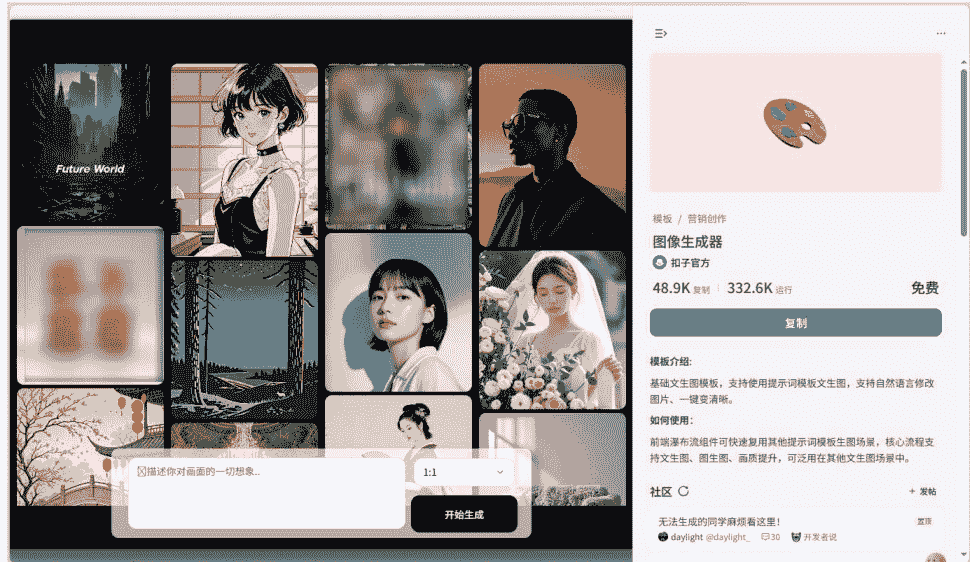 Future World
描述你对画面的一切想象...
1:1
开始生成
模板 / 营销创作
图像生成器
扣子官方
48.9K 复制 332.6K 运行
免费
复制
模板介绍:
基础文生图模板，支持使用提示词模板文生图，支持自然语言修改
图片、一键变清晰。
如何使用:
前端瀑布流组件可快速复用其他提示词模板生图场景，核心流程支
持文生图、图生图、画质提升，可泛用在其他文生图场景中。
社区
+ 发帖
无法生成的同学麻烦看这里！
置顶
daylight @daylight_ 30 开发者说